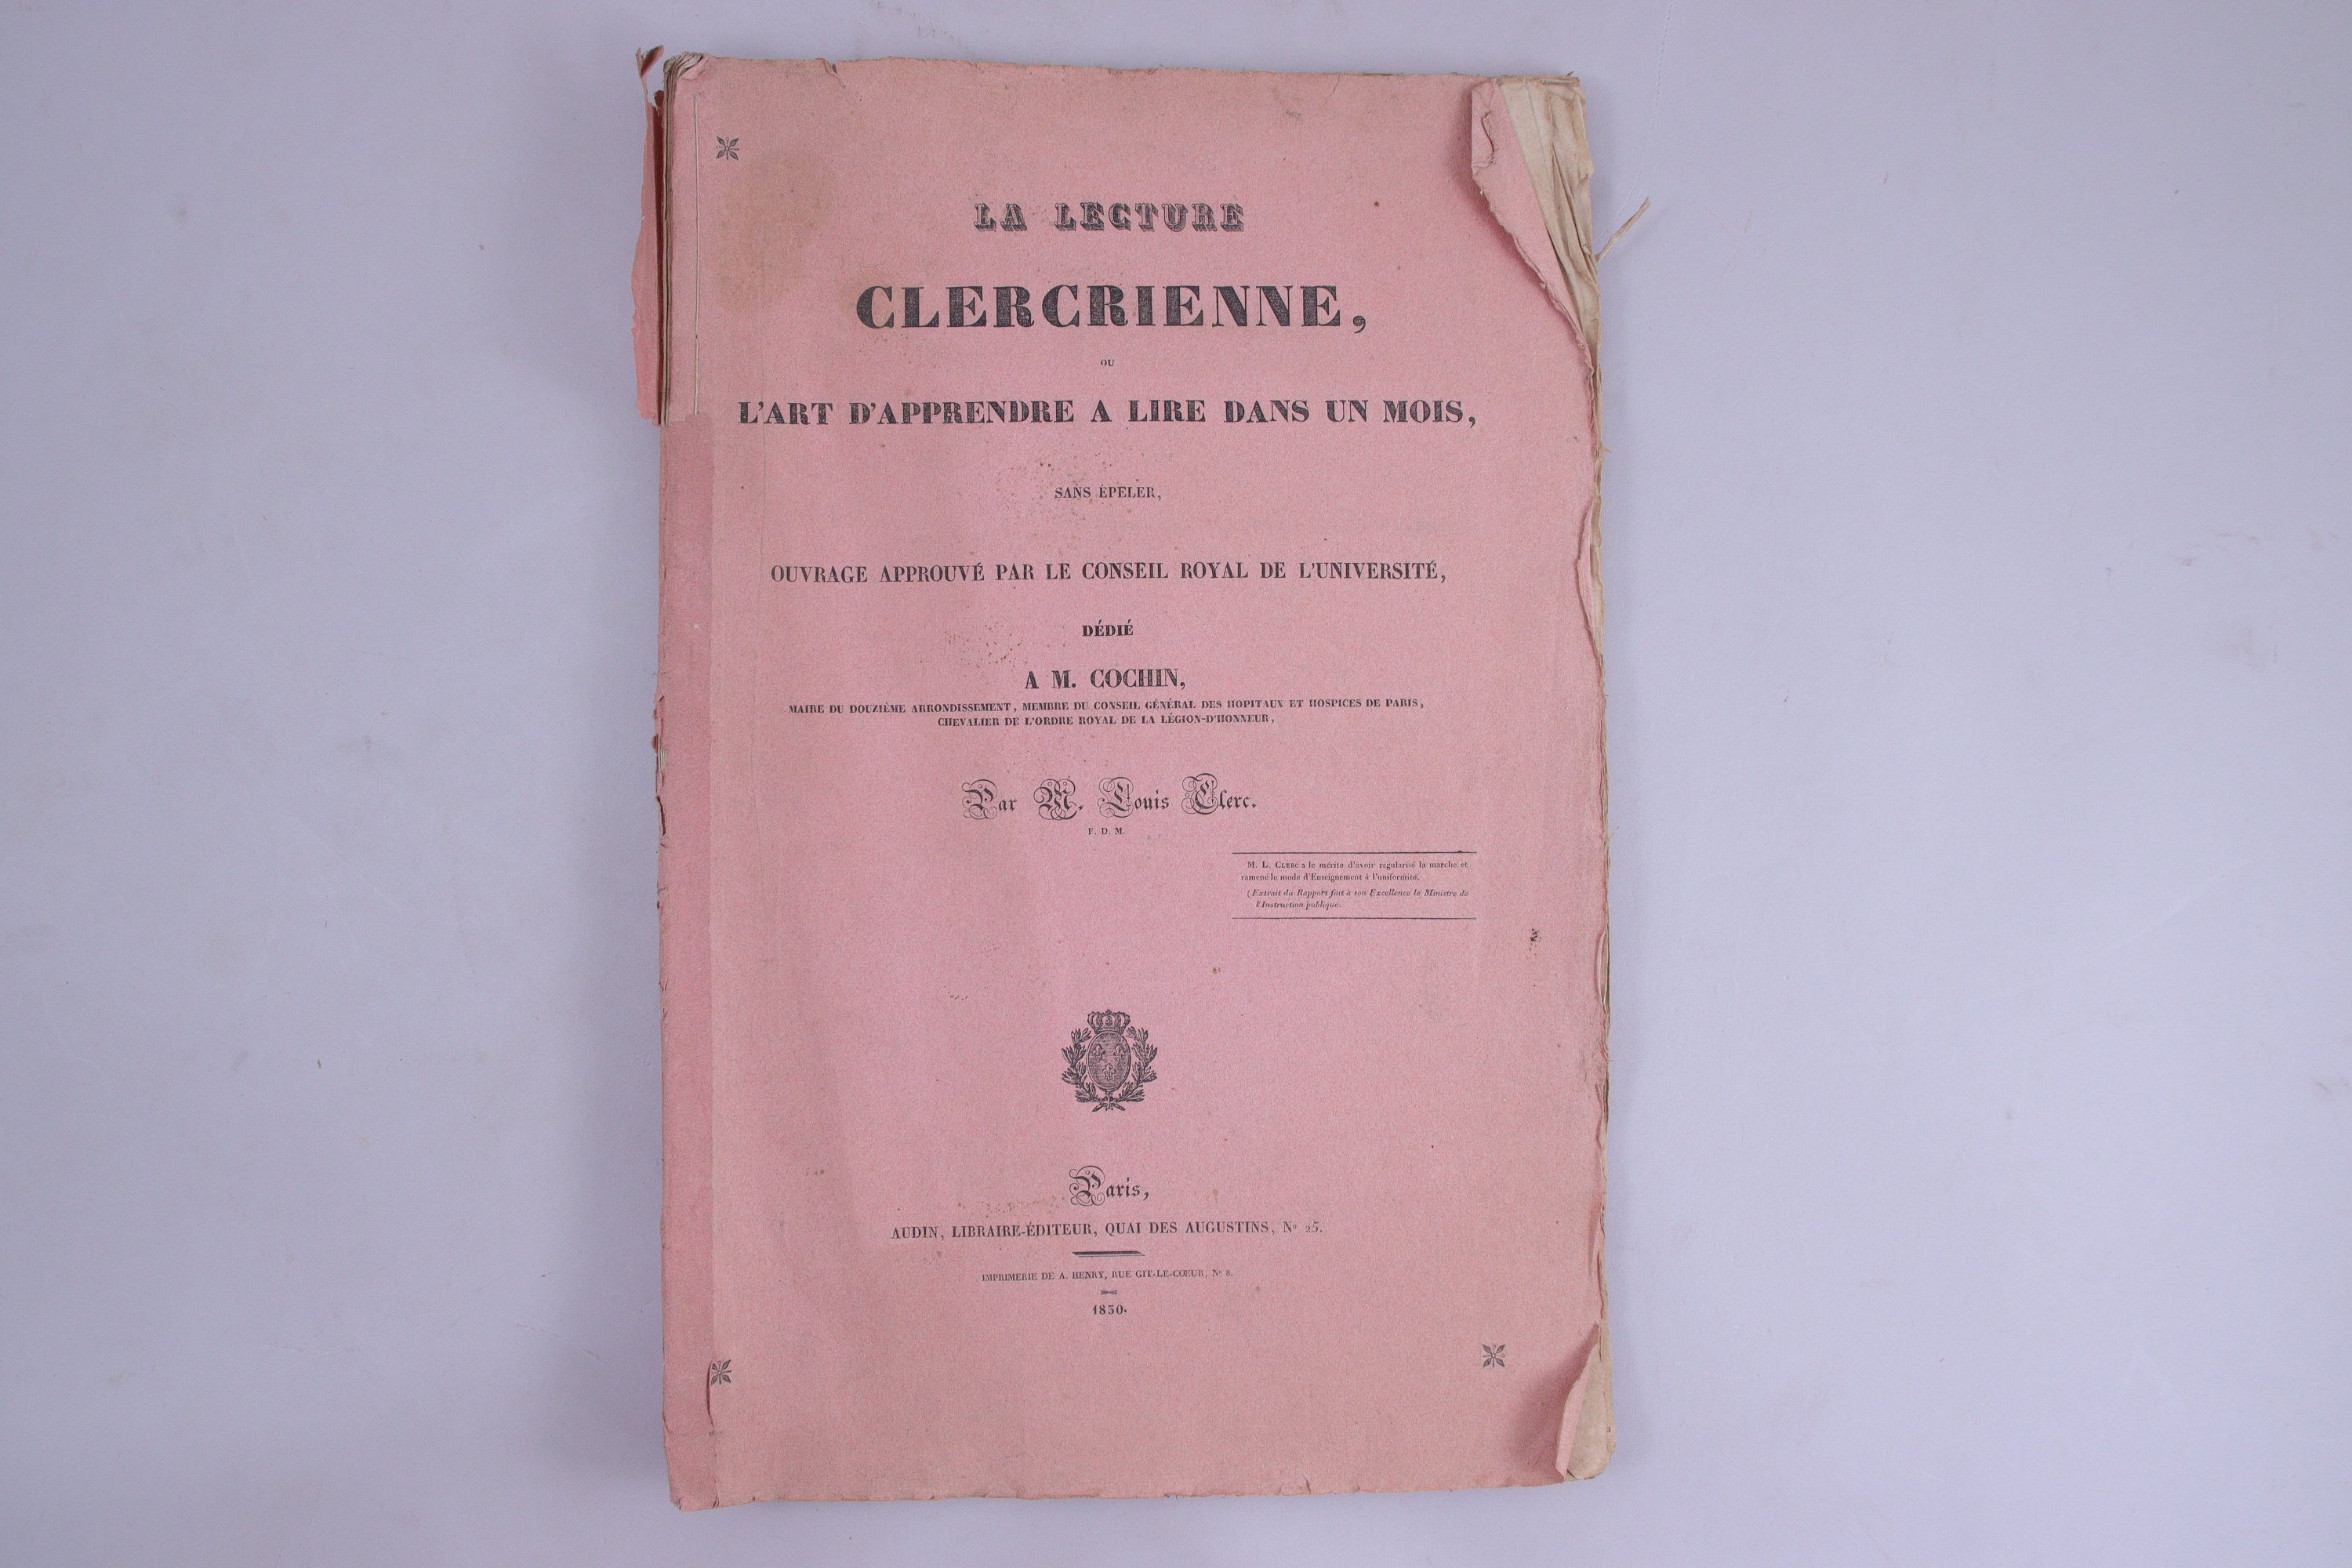 LA LECTURE
CLERCRIENNE,
OU
L'ART D'APPRENDRE A LIRE DANS UN MOIS,
SANS ÉPELER,
OUVRAGE APPROUVÉ PAR LE CONSEIL ROYAL DE L'UNIVERSITÉ,
DÉDIÉ
A M. COCHIN,
MAIRE DU DOUZIÈME ARRONDISSEMENT, MEMBRE DU CONSEIL GÉNÉRAL DES HOPITAUX ET HOSPICES DE PARIS,
CHEVALIER DE L'ORDRE ROYAL DE LA LÉGION-D'HONNEUR,
Par M. Louis Clerc.
F. D. M.
M. L. CLERC a le mérite d'avoir régularisé la marche et
ramené le mode d'Enseignement à l'uniformité.
(Extrait du Rapport fait à son Excellence le Ministre de
l'Instruction publique.
Paris,
AUDIN, LIBRAIRE-ÉDITEUR, QUAI DES AUGUSTINS, No 25.
IMPRIMERIE DE A. HENRY, RUE GIT-LE-COEUR, No 8.
1830.